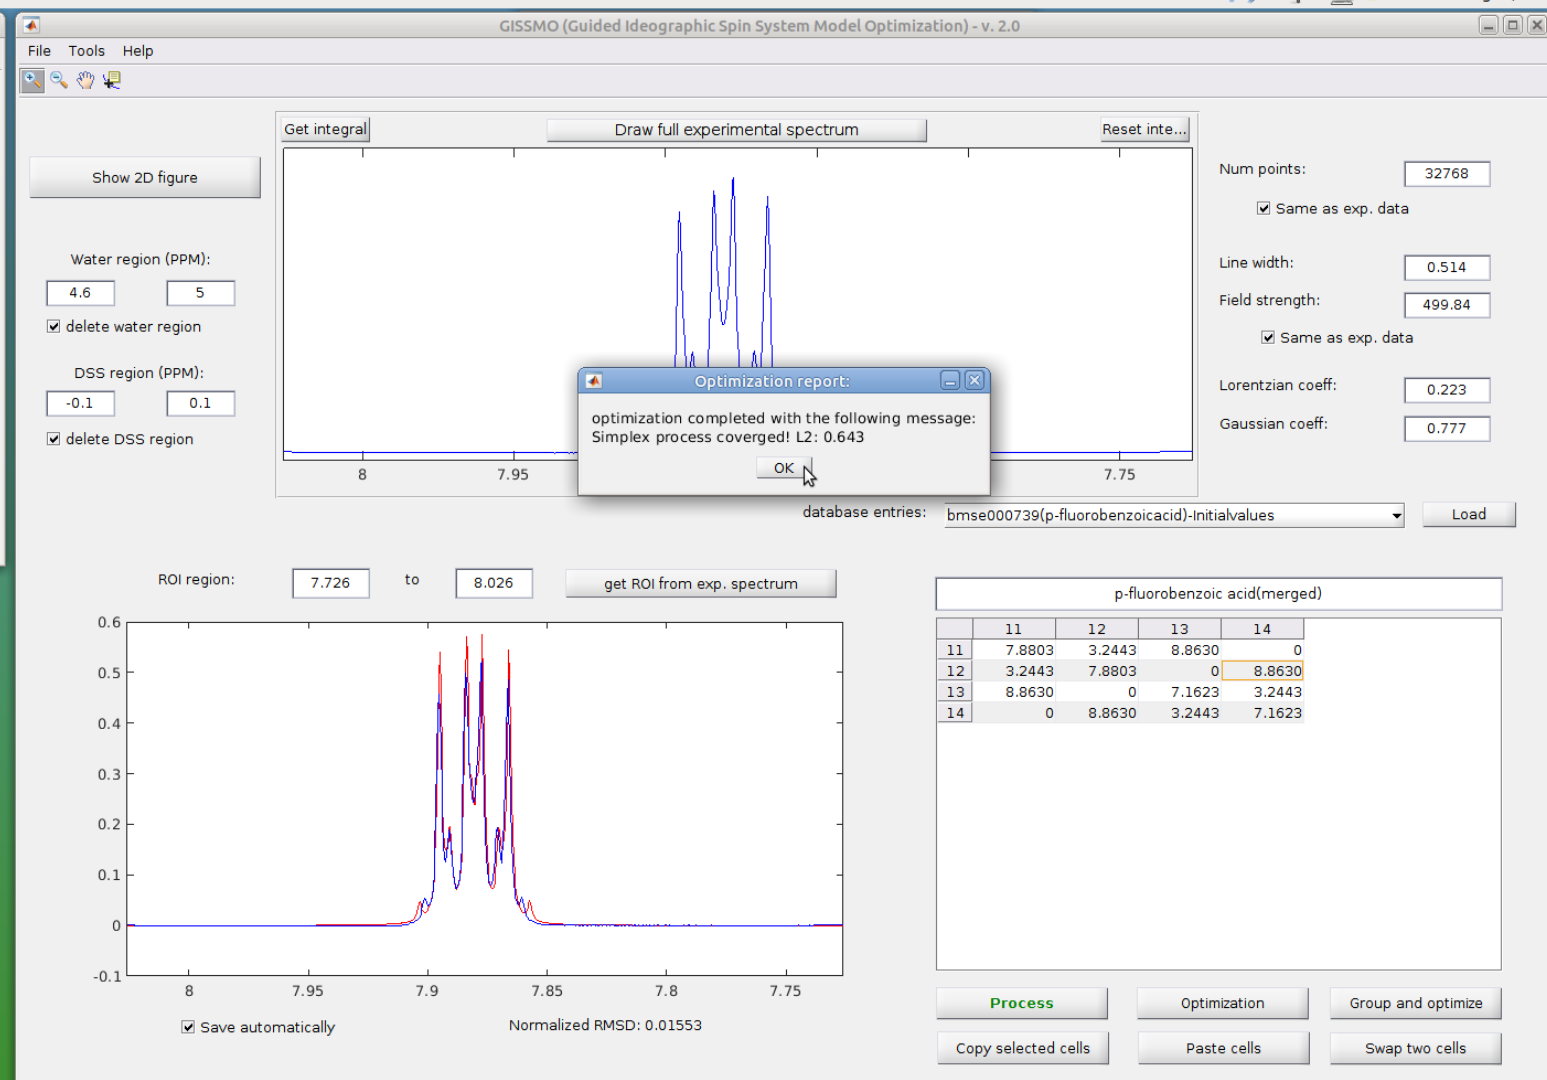 GISSMO (Guided Ideographic Spin System Model Optimization) - v. 2.0
File Tools Help
Get integral
Draw full experimental spectrum
Reset inte...
Show 2D figure
Num points:
32768
Same as exp. data
Water region (PPM):
4.6 5
delete water region
Line width:
0.514
Field strength:
499.84
Same as exp. data
DSS region (PPM):
-0.1 0.1
delete DSS region
Lorentzian coeff:
0.223
Gaussian coeff:
0.777
8 7.95 7.75
Optimization report:
optimization completed with the following message:
Simplex process coverged! L2: 0.643
OK
database entries:
bmse000739(p-fluorobenzoicacid)-Initialvalues
Load
ROI region:
7.726
to
8.026
get ROI from exp. spectrum
p-fluorobenzoic acid(merged)
11 12 13 14
11 7.8803 3.2443 8.8630 0
12 3.2443 7.8803 0 8.8630
13 8.8630 0 7.1623 3.2443
14 0 8.8630 3.2443 7.1623
0.6
0.5
0.4
0.3
0.2
0.1
0
-0.1
8 7.95 7.9 7.85 7.8 7.75
Save automatically
Normalized RMSD: 0.01553
Process
Optimization
Group and optimize
Copy selected cells
Paste cells
Swap two cells